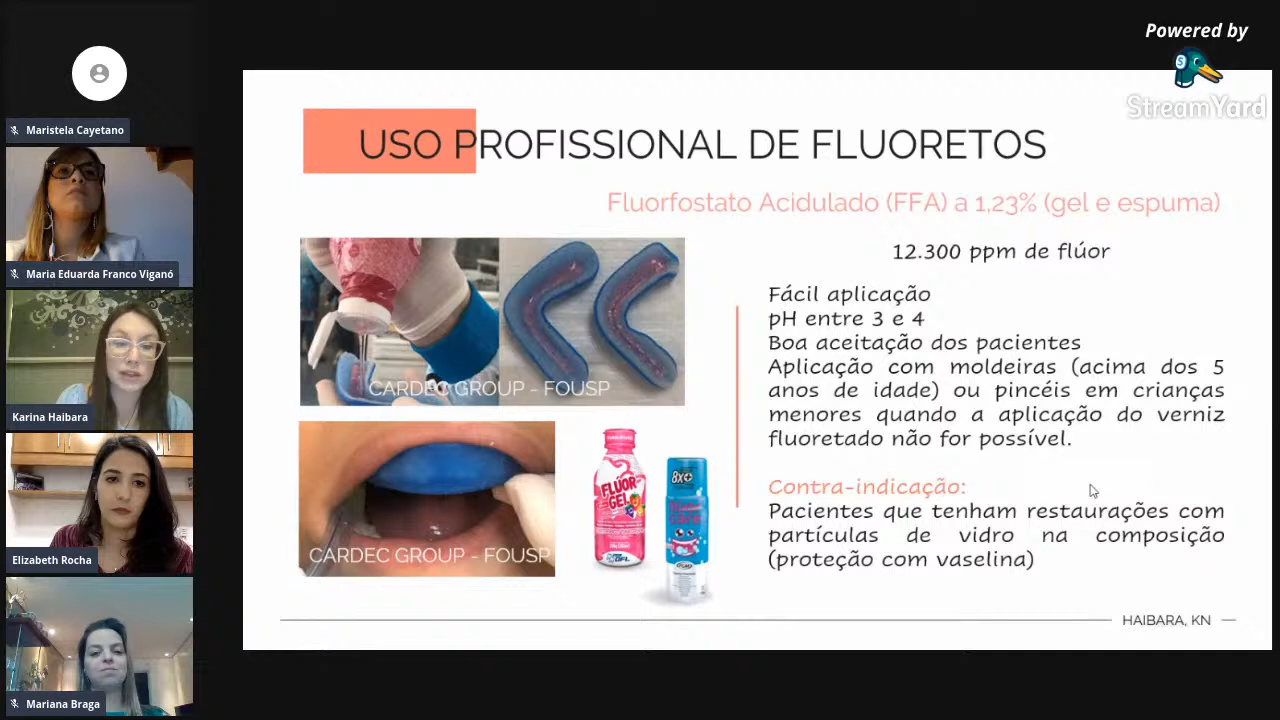 Powered by
StreamYard
Maristela Cayetano
Maria Eduarda Franco Viganó
Karina Haibara
Elizabeth Rocha
Mariana Braga
USO PROFISSIONAL DE FLUORETOS
Fluorfostato Acidulado (FFA) a 1,23% (gel e espuma)
12.300 ppm de flúor
Fácil aplicação
pH entre 3 e 4
Boa aceitação dos pacientes
Aplicação com moldeiras (acima dos 5
anos de idade) ou pincéis em crianças
menores quando a aplicação do verniz
fluoretado não for possível.
Contra-indicação:
Pacientes que tenham restaurações com
partículas de vidro na composição
(proteção com vaselina)
CARDEC GROUP - FOUSP
CARDEC GROUP - FOUSP
FLÚOR
GEL
DFL
HAIBARA, KN